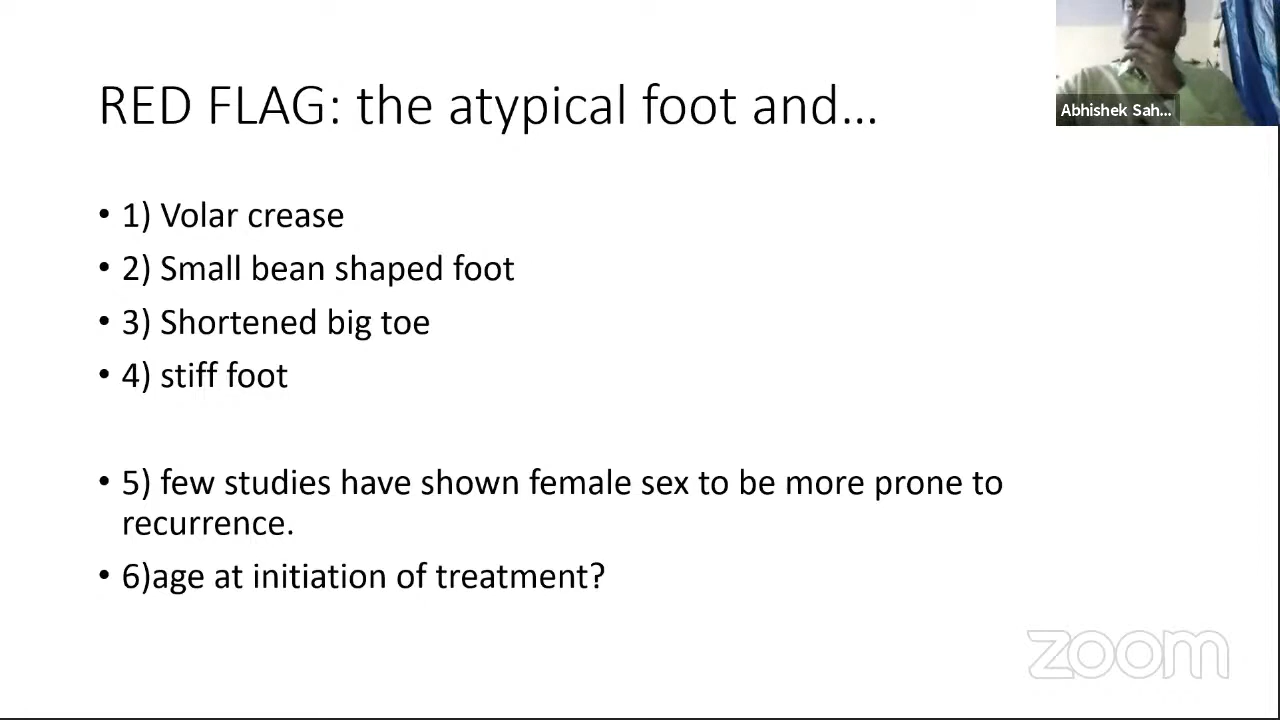 RED FLAG: the atypical foot and...
Abhishek Sah...
• 1) Volar crease
• 2) Small bean shaped foot
• 3) Shortened big toe
• 4) stiff foot
• 5) few studies have shown female sex to be more prone to
recurrence.
• 6)age at initiation of treatment?
zoom